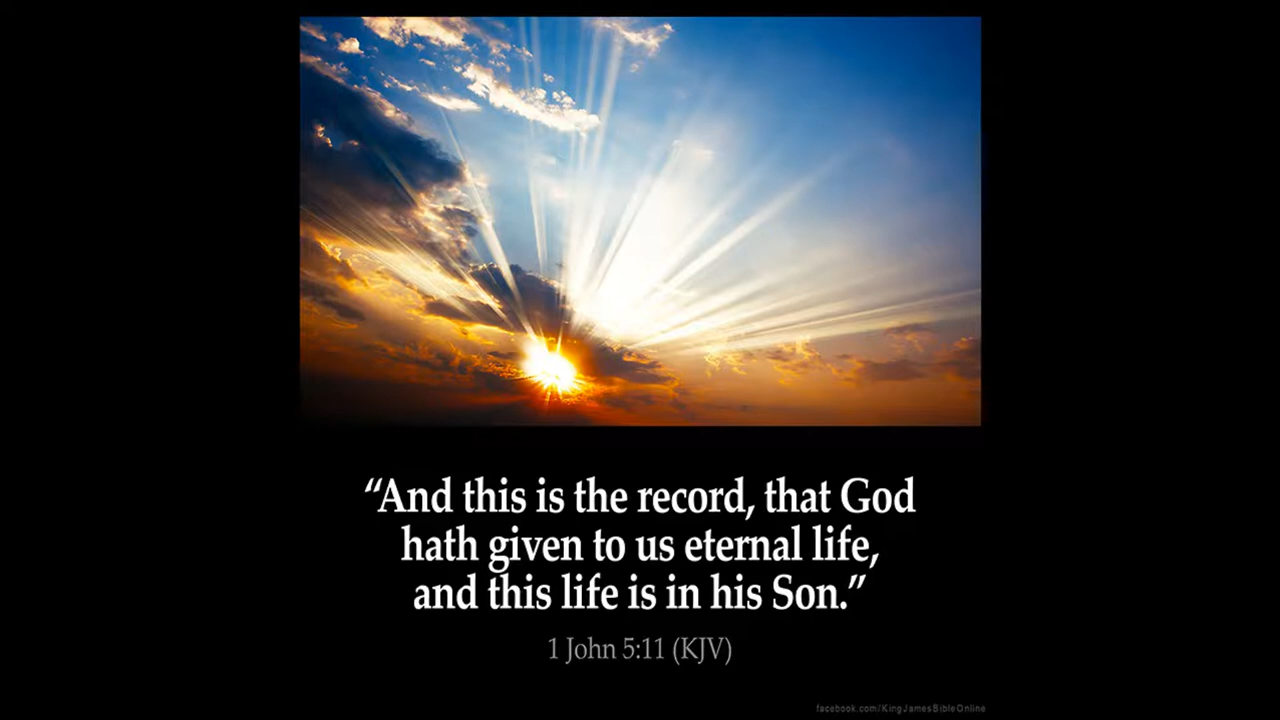 “And this is the record, that God
hath given to us eternal life,
and this life is in his Son.”
1 John 5:11 (KJV)
facebook.com/KingJamesBibleOnline